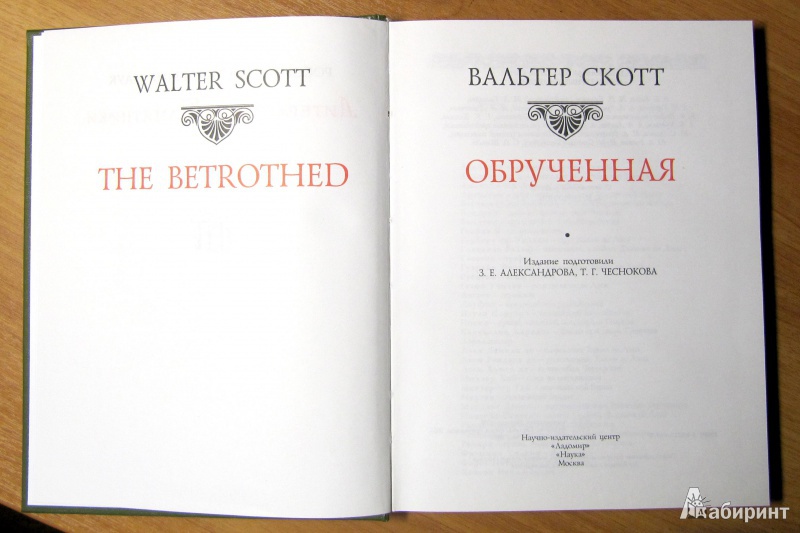 WALTER SCOTT
THE BETROTHED
ВАЛЬТЕР СКОТТ
ОБРУЧЕННАЯ
Издание подготовили
З. Е. АЛЕКСАНДРОВА, Т. Г. ЧЕСНОКОВА
Научно-издательский центр
«Ладомир»
«Наука»
Москва
Лабиринт